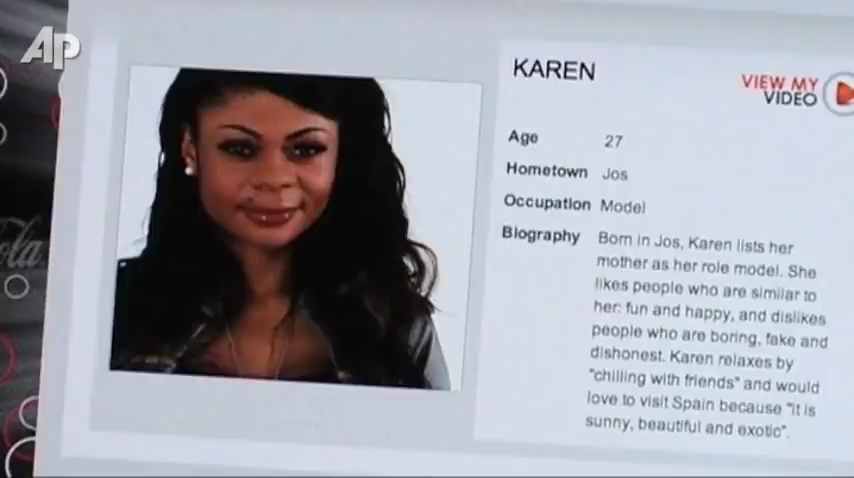 AP
KAREN
VIEW MY
VIDEO
Age 27
Hometown Jos
Occupation Model
Biography Born in Jos, Karen lists her
mother as her role model. She
likes people who are similar to
her: fun and happy, and dislikes
people who are boring, fake and
dishonest. Karen relaxes by
"chilling with friends" and would
love to visit Spain because "it is
sunny, beautiful and exotic".